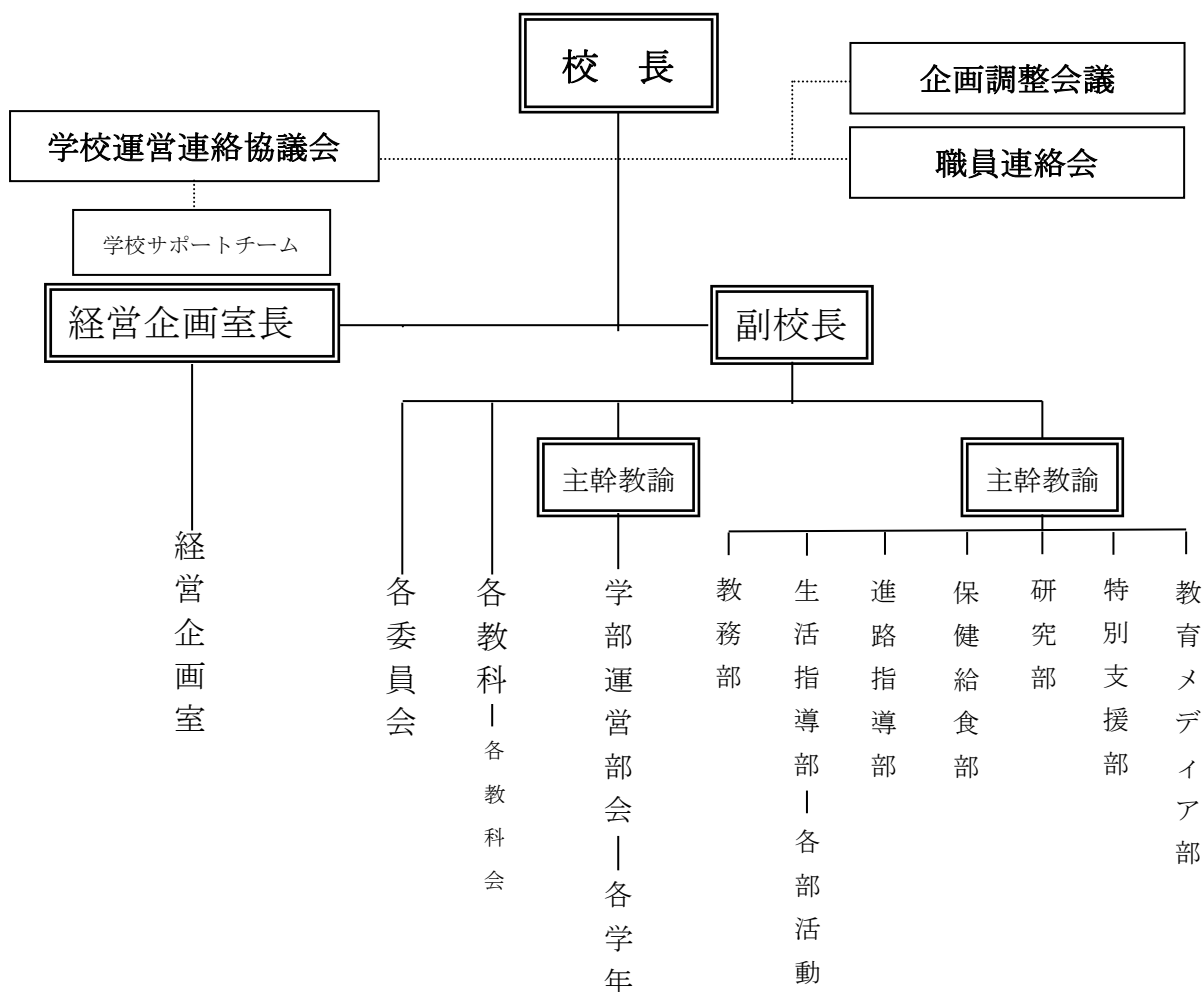 校　長
企画調整会議
学校運営連絡協議会
職員連絡会
学校サポートチーム
経営企画室長
副校長
主幹教諭
主幹教諭
経営企画室
各委員会
各教科
各教科会
学部運営部会
各学年
教務部
生活指導部
各部活動
進路指導部
保健給食部
研究部
特別支援部
教育メディア部